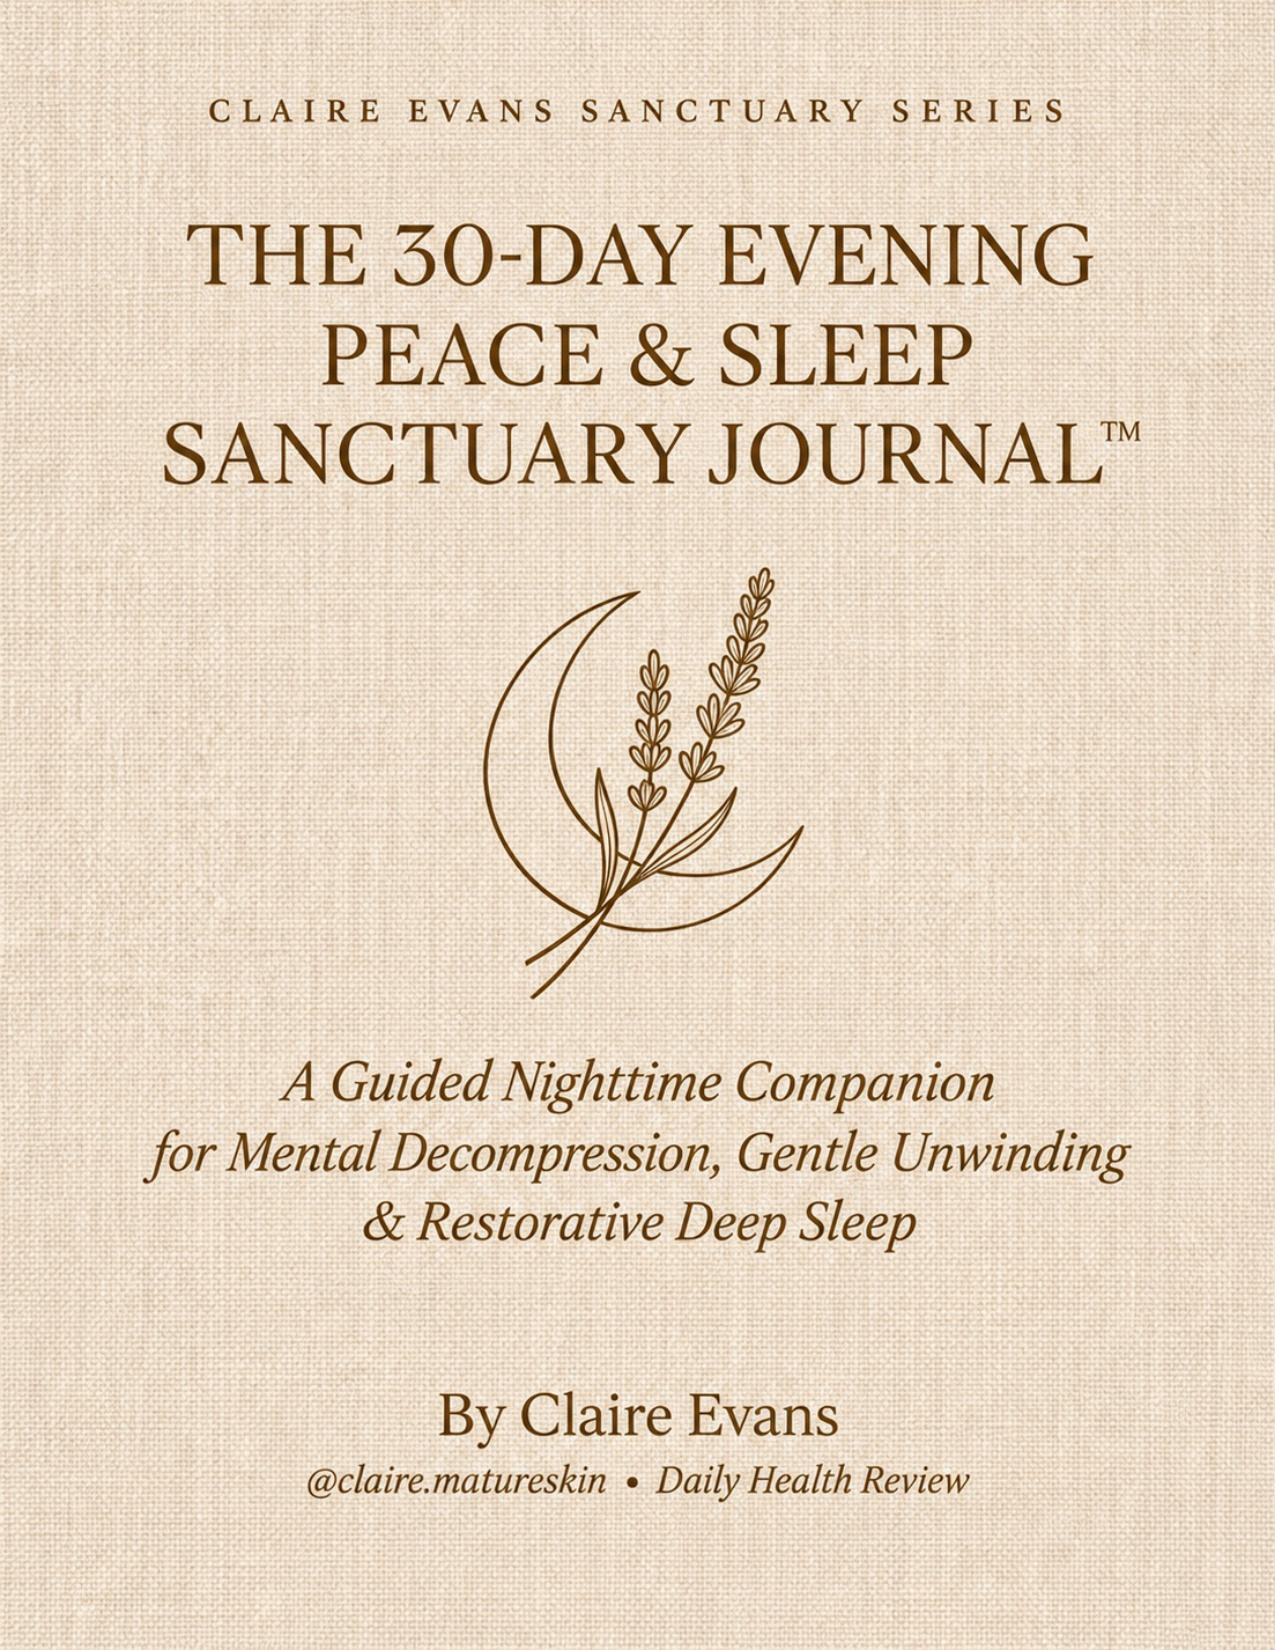 CLAIRE EVANS SANCTUARY SERIES
THE 30-DAY EVENING
PEACE & SLEEP
SANCTUARY JOURNAL™
A Guided Nighttime Companion
for Mental Decompression, Gentle Unwinding
& Restorative Deep Sleep
By Claire Evans
@claire.matureskin • Daily Health Review